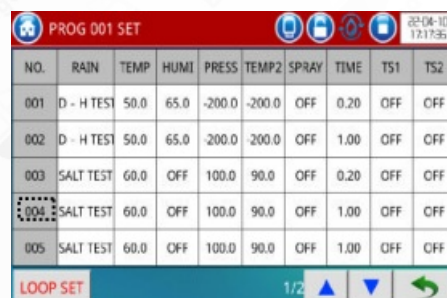 PROG 001 SET
22-04-10
17:17:35
NO. RAIN TEMP HUMI PRESS TEMP2 SPRAY TIME TS1 TS2
001 D - H TEST 50.0 65.0 -200.0 -200.0 OFF 0.20 OFF OFF
002 D - H TEST 50.0 65.0 -200.0 -200.0 OFF 1.00 OFF OFF
003 SALT TEST 60.0 OFF 100.0 90.0 OFF 0.20 OFF OFF
004 SALT TEST 60.0 OFF 100.0 90.0 OFF 1.00 OFF OFF
005 SALT TEST 60.0 OFF 100.0 90.0 OFF 1.00 OFF OFF
LOOP SET 1/2